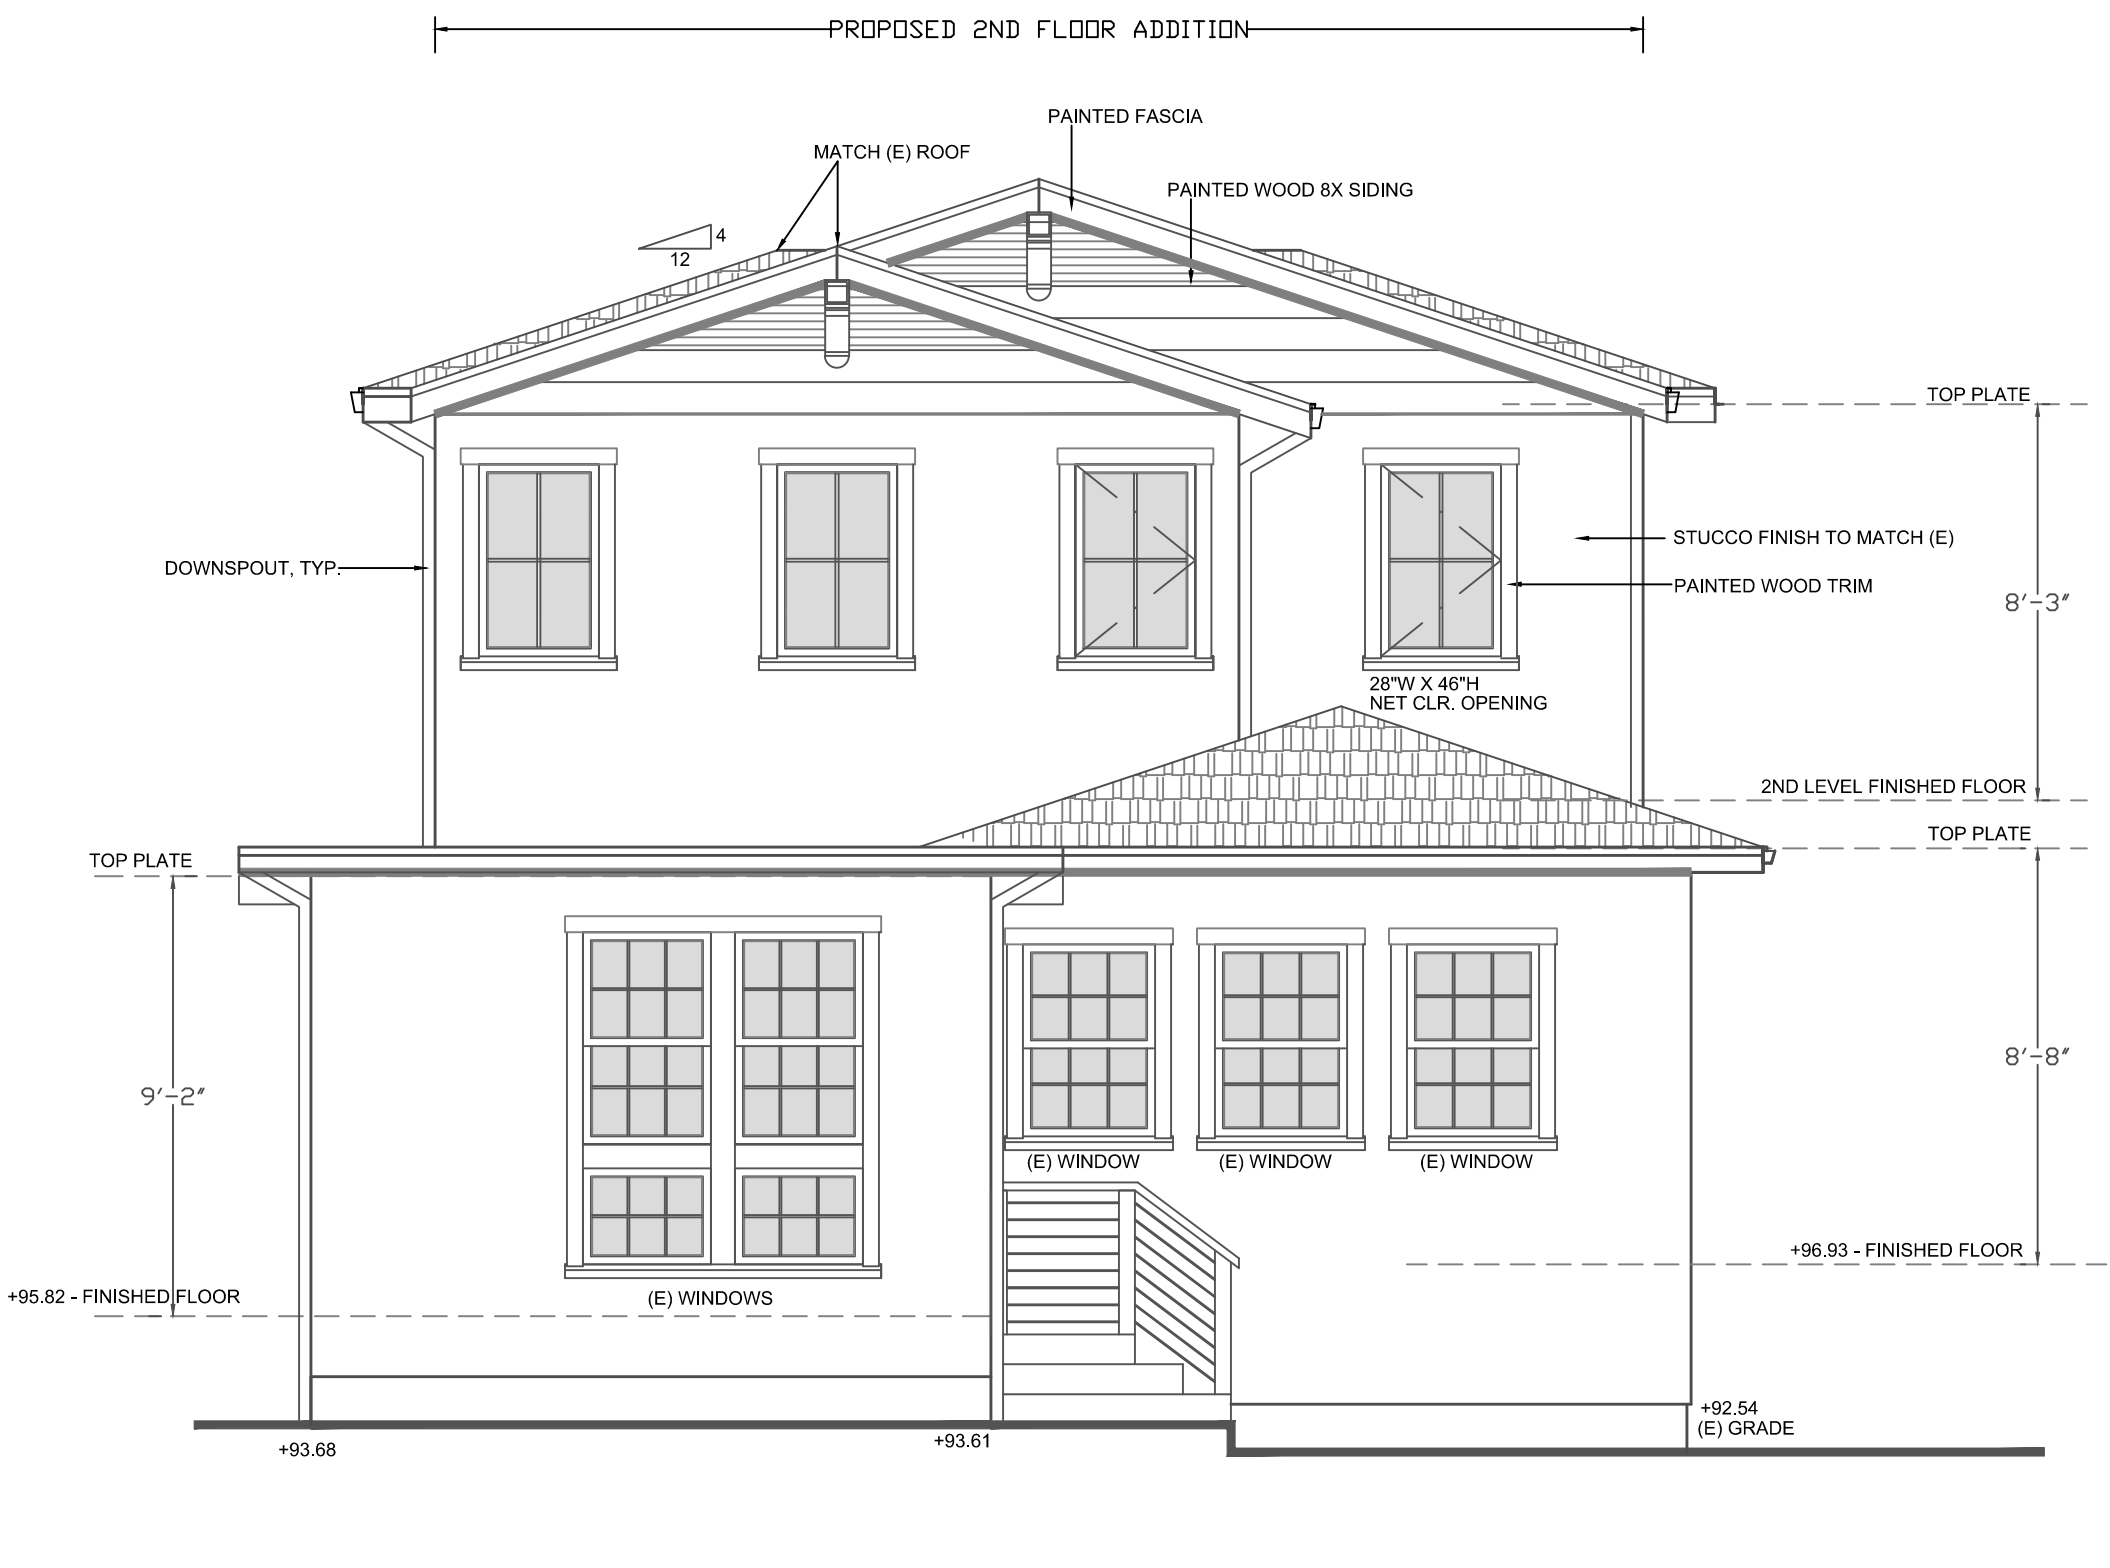 PROPOSED 2ND FLOOR ADDITION
PAINTED FASCIA
MATCH (E) ROOF
PAINTED WOOD 8X SIDING
4
12
TOP PLATE
STUCCO FINISH TO MATCH (E)
DOWNSPOUT, TYP.
PAINTED WOOD TRIM
8'-3"
28"W X 46"H
NET CLR. OPENING
2ND LEVEL FINISHED FLOOR
TOP PLATE
TOP PLATE
8'-8"
9'-2"
(E) WINDOW
(E) WINDOW
(E) WINDOW
+96.93 - FINISHED FLOOR
+95.82 - FINISHED FLOOR
(E) WINDOWS
+92.54
(E) GRADE
+93.61
+93.68